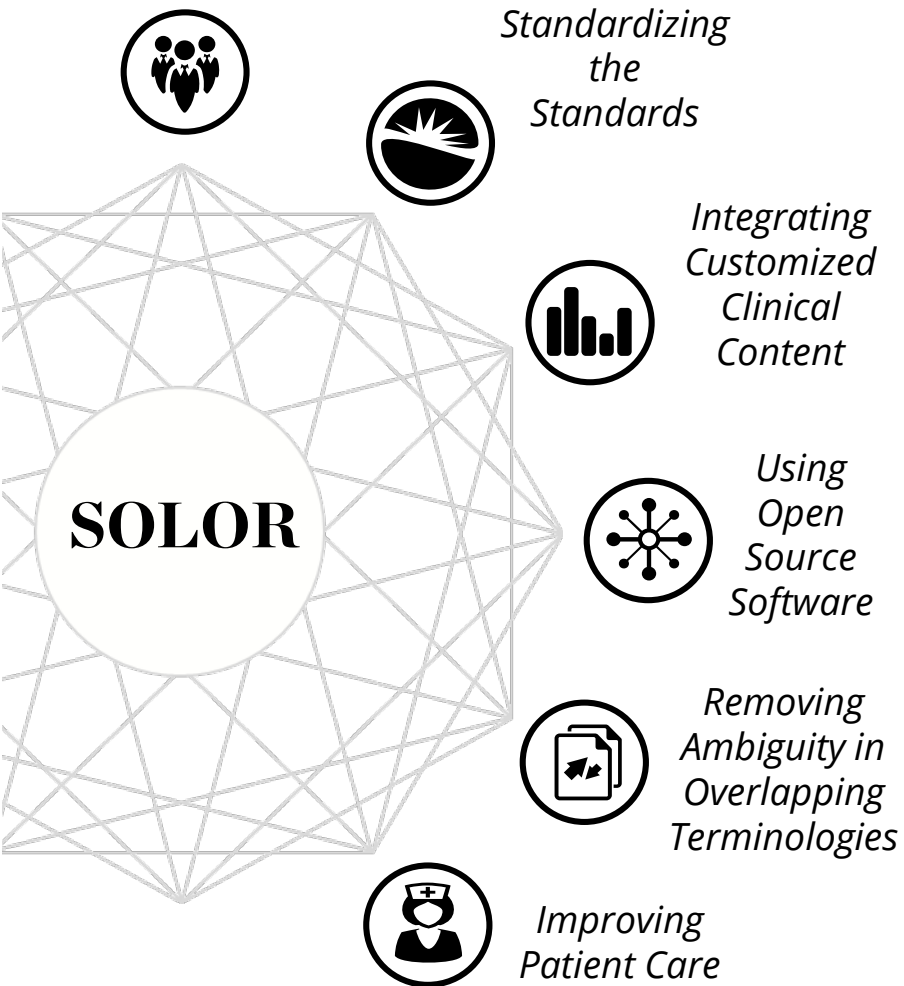 Standardizing
the
Standards
Integrating
Customized
Clinical
Content
SOLOR
Using
Open
Source
Software
Removing
Ambiguity in
Overlapping
Terminologies
Improving
Patient Care